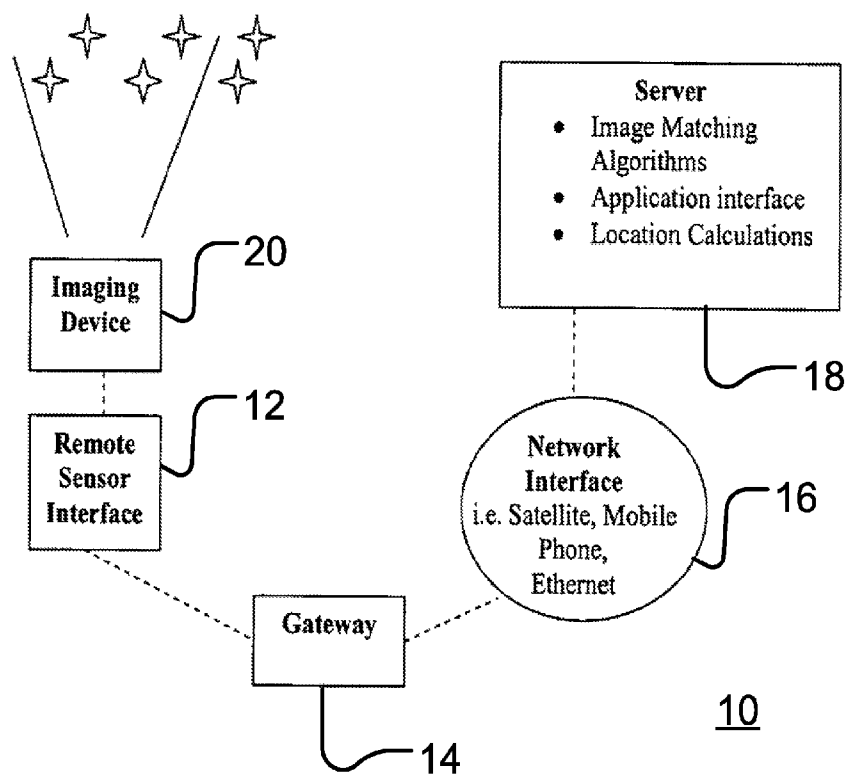 Server
• Image Matching
Algorithms
• Application interface
• Location Calculations
20
Imaging
Device
18
12
Remote
Sensor
Interface
Network
Interface
i.e. Satellite, Mobile
Phone,
Ethernet
16
Gateway
14
10